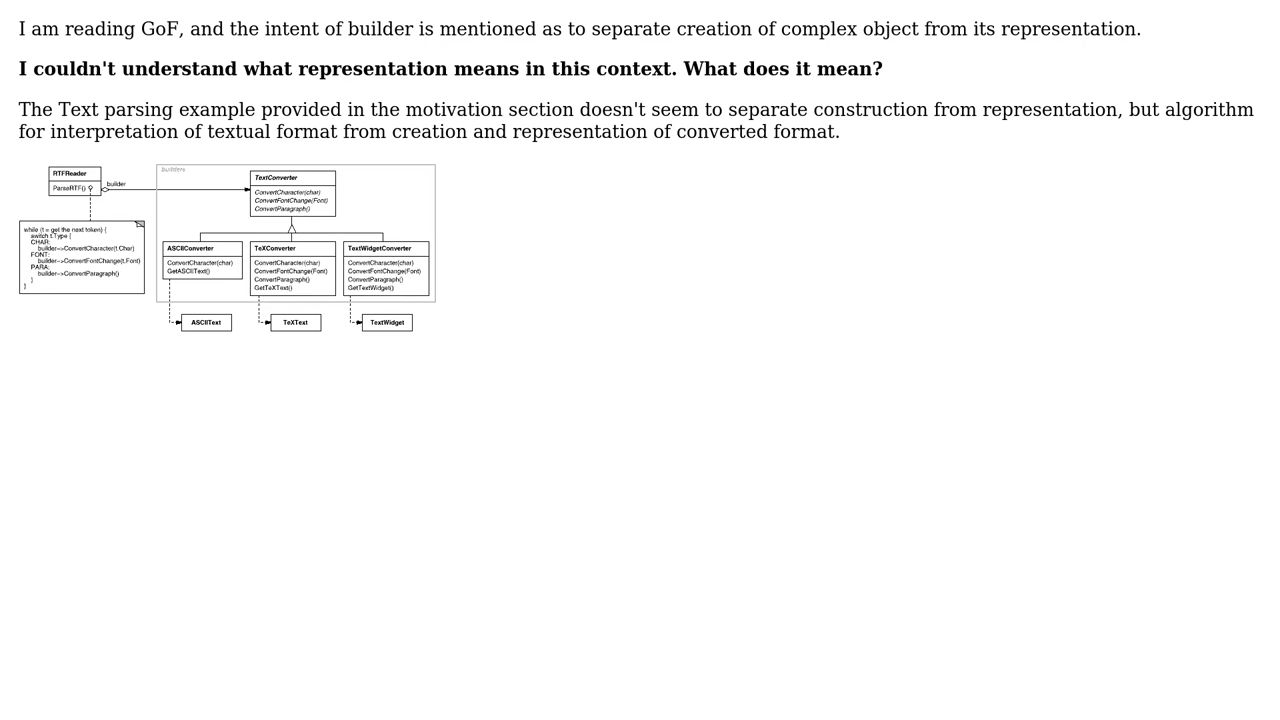 I am reading GoF, and the intent of builder is mentioned as to separate creation of complex object from its representation.
I couldn't understand what representation means in this context. What does it mean?
The Text parsing example provided in the motivation section doesn't seem to separate construction from representation, but algorithm
for interpretation of textual format from creation and representation of converted format.
RTFReader
ParseRTF()
builder
builders
TextConverter
ConvertCharacter(char)
ConvertFontChange(Font)
ConvertParagraph()
while (t = get the next token) {
switch t.Type {
CHAR:
builder->ConvertCharacter(t.Char)
FONT:
builder->ConvertFontChange(t.Font)
PARA:
builder->ConvertParagraph()
}
}
ASCIIConverter
ConvertCharacter(char)
GetASCIIText()
TeXConverter
ConvertCharacter(char)
ConvertFontChange(Font)
ConvertParagraph()
GetTeXText()
TextWidgetConverter
ConvertCharacter(char)
ConvertFontChange(Font)
ConvertParagraph()
GetTextWidget()
ASCIIText
TeXText
TextWidget